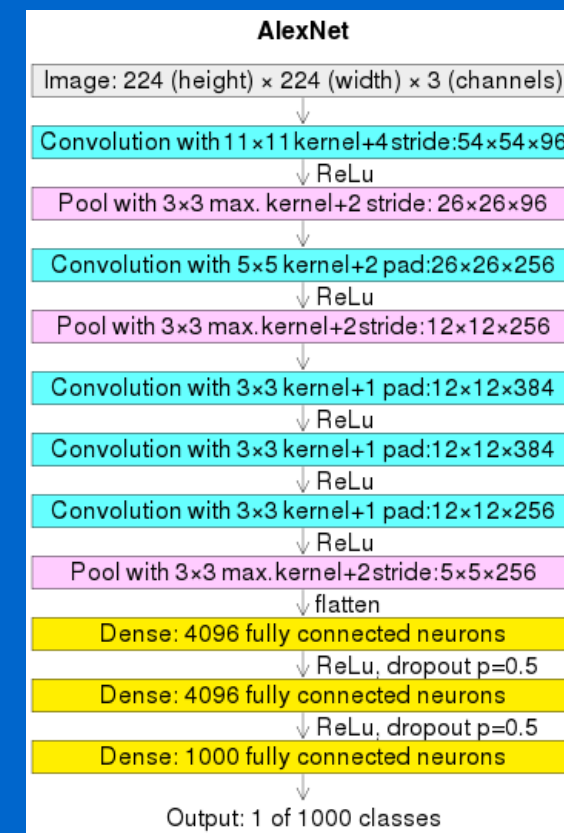 AlexNet
Image: 224 (height) × 224 (width) × 3 (channels)
Convolution with 11×11 kernel+4 stride:54×54×96
ReLu
Pool with 3×3 max. kernel+2 stride: 26×26×96
Convolution with 5×5 kernel+2 pad:26×26×256
ReLu
Pool with 3×3 max.kernel+2stride:12×12×256
Convolution with 3×3 kernel+1 pad:12×12×384
ReLu
Convolution with 3×3 kernel+1 pad:12×12×384
ReLu
Convolution with 3×3 kernel+1 pad:12×12×256
ReLu
Pool with 3×3 max.kernel+2stride:5×5×256
flatten
Dense: 4096 fully connected neurons
ReLu, dropout p=0.5
Dense: 4096 fully connected neurons
ReLu, dropout p=0.5
Dense: 1000 fully connected neurons
Output: 1 of 1000 classes